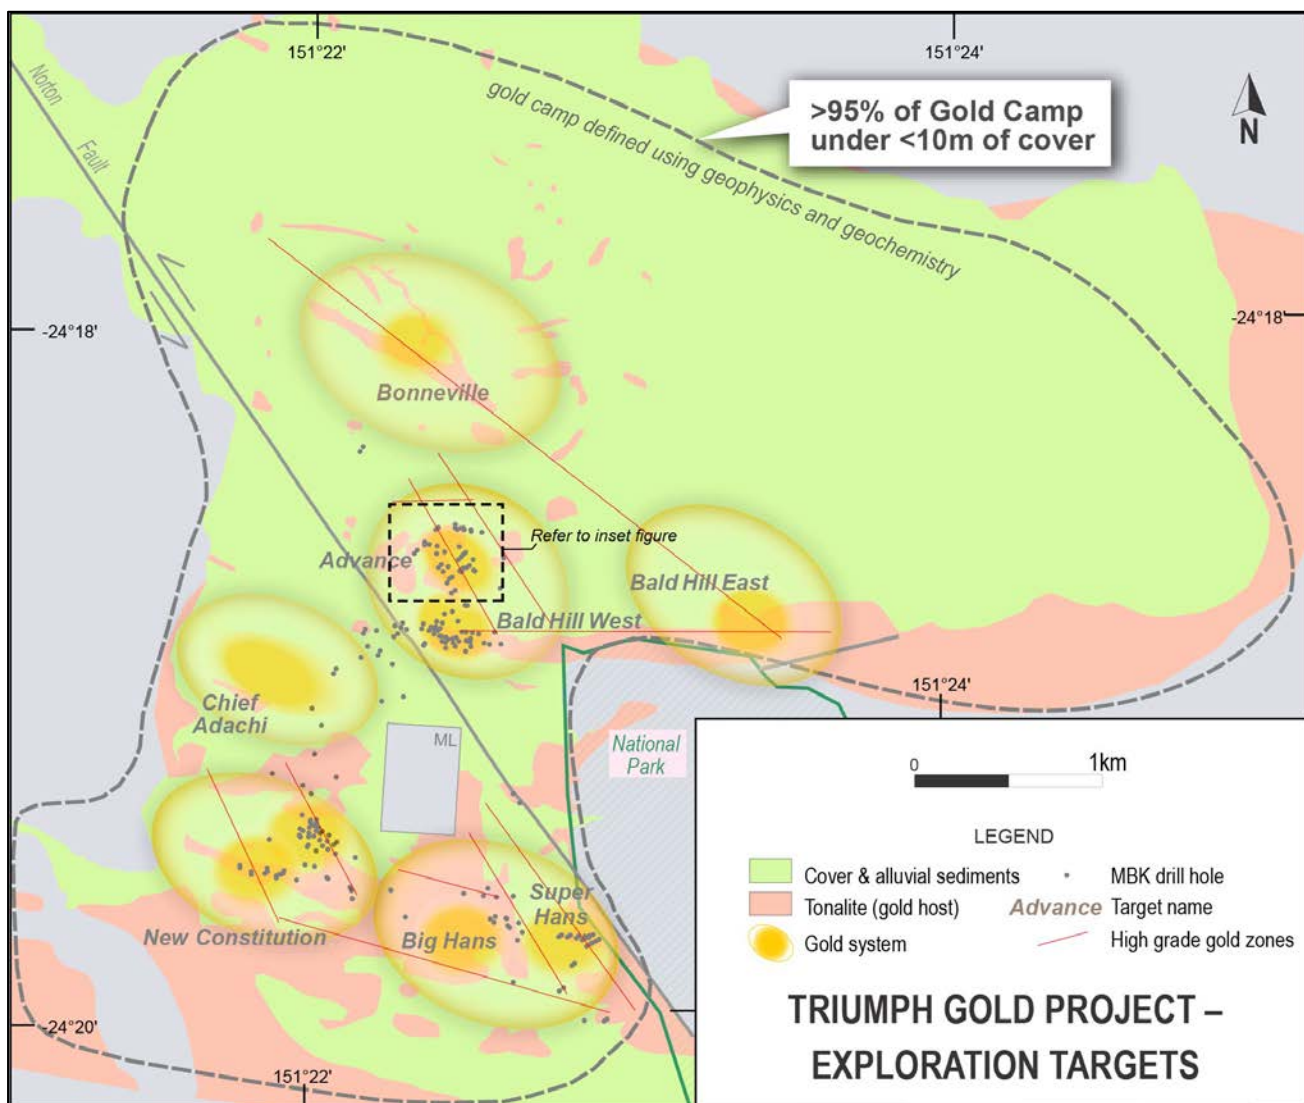 151°22'
151°24'
Norton
Fault
gold camp defined using geophysics and geochemistry
>95% of Gold Camp
under <10m of cover
N
-24°18'
-24°18'
Bonneville
Refer to inset figure
Advance
Bald Hill East
Bald Hill West
Chief
Adachi
151°24'
ML
National
Park
Super
Hans
New Constitution
Big Hans
-24°20'
151°22'
0
1km
LEGEND
Cover & alluvial sediments
MBK drill hole
Tonalite (gold host)
Advance
Target name
Gold system
High grade gold zones
TRIUMPH GOLD PROJECT –
EXPLORATION TARGETS